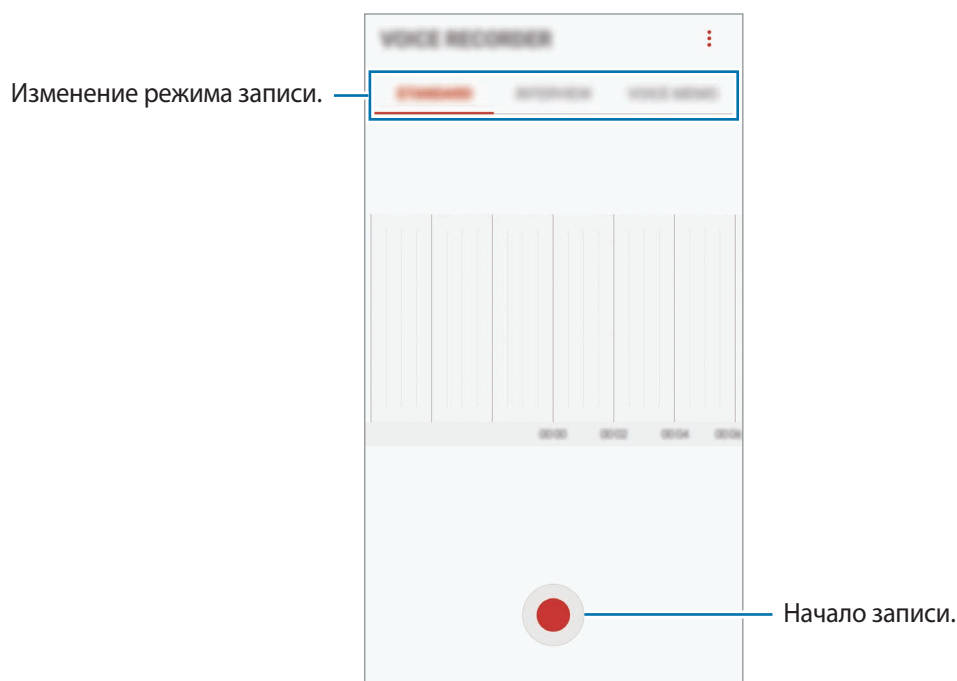 VOICE RECORDER
Изменение режима записи.
STANDARD INTERVIEW VOICE MEMO
00:00 00:02 00:04 00:06
Начало записи.